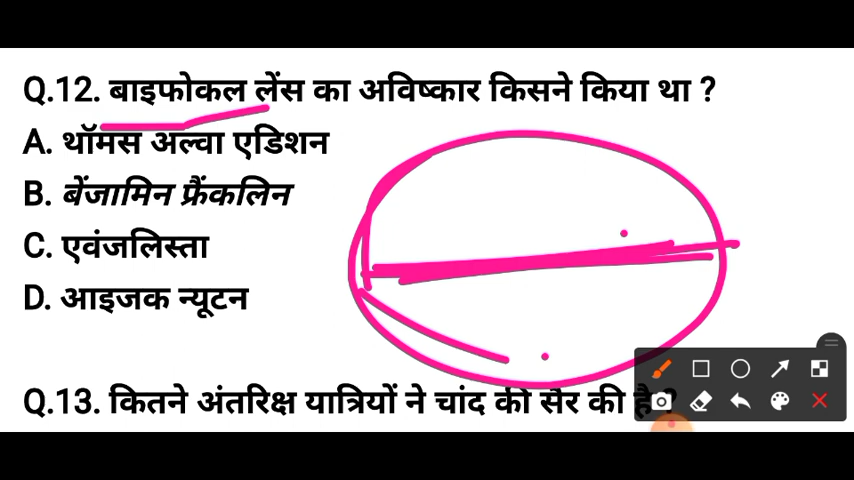 Q.12. बाइफोकल लेंस का अविष्कार किसने किया था ?
A. थॉमस अल्वा एडिशन
B. बेंजामिन फ्रैंकलिन
C. एवंजलिस्ता
D. आइजक न्यूटन
Q.13. कितने अंतरिक्ष यात्रियों ने चांद की सैर की है ?